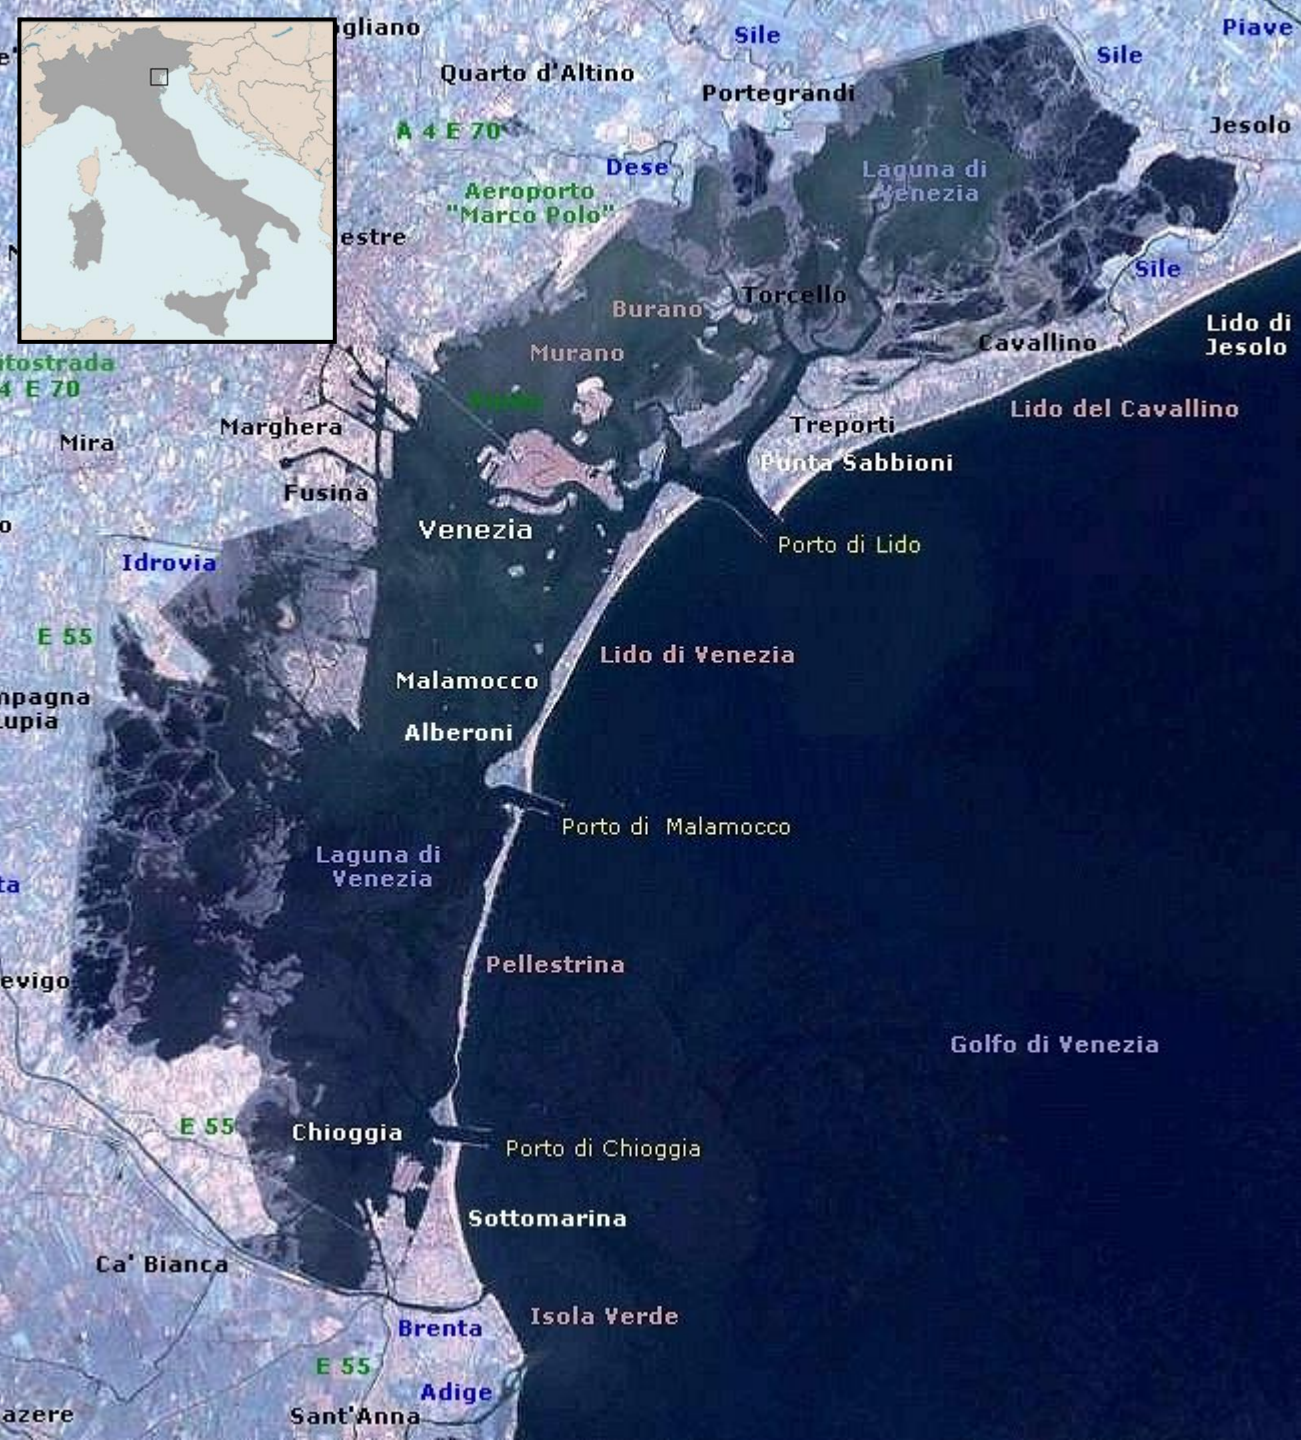 gliano
Sile
Piave
Sile
Quarto d'Altino
Portegrandi
A 4 E 70
Jesolo
Dese
Laguna di
Venezia
Aeroporto
"Marco Polo"
estre
Sile
Torcello
Burano
Lido di
Jesolo
Cavallino
Murano
tostrada
4 E 70
Lido del Cavallino
Marghera
Treporti
Mira
Punta Sabbioni
Fusina
Venezia
Porto di Lido
Idrovia
E 55
Lido di Venezia
Malamocco
mpagna
Lupia
Alberoni
Porto di Malamocco
Laguna di
Venezia
ta
Pellestrina
evigo
Golfo di Venezia
E 55
Chioggia
Porto di Chioggia
Sottomarina
Ca' Bianca
Isola Verde
Brenta
E 55
Adige
azere
Sant'Anna